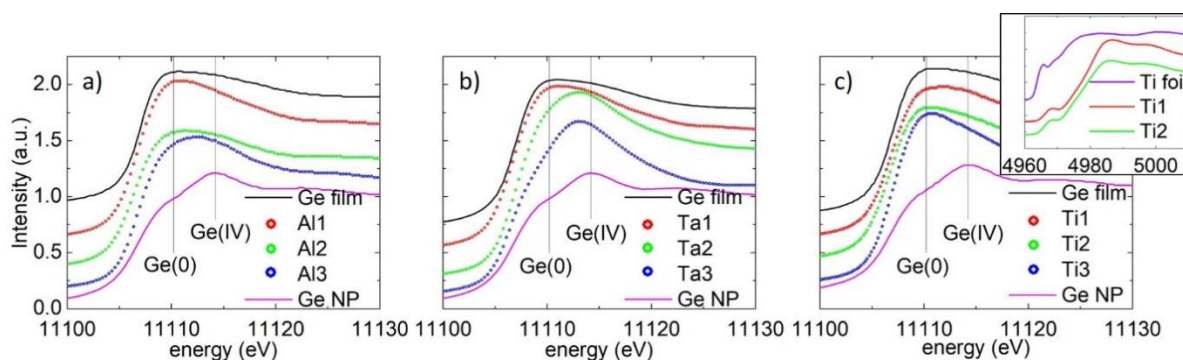 Intensity (a.u.)
2.0
1.5
1.0
0.5
0.0
a)
Ge film
Al1
Al2
Al3
Ge NP
Ge(IV)
Ge(0)
11100 11110 11120 11130
energy (eV)
b)
Ge film
Ta1
Ta2
Ta3
Ge NP
Ge(IV)
Ge(0)
11100 11110 11120 11130
energy (eV)
c)
Ge film
Ti1
Ti2
Ti3
Ge NP
Ge(IV)
Ge(0)
11100 11110 11120 11130
energy (eV)
Ti foi
Ti1
Ti2
4960 4980 5000